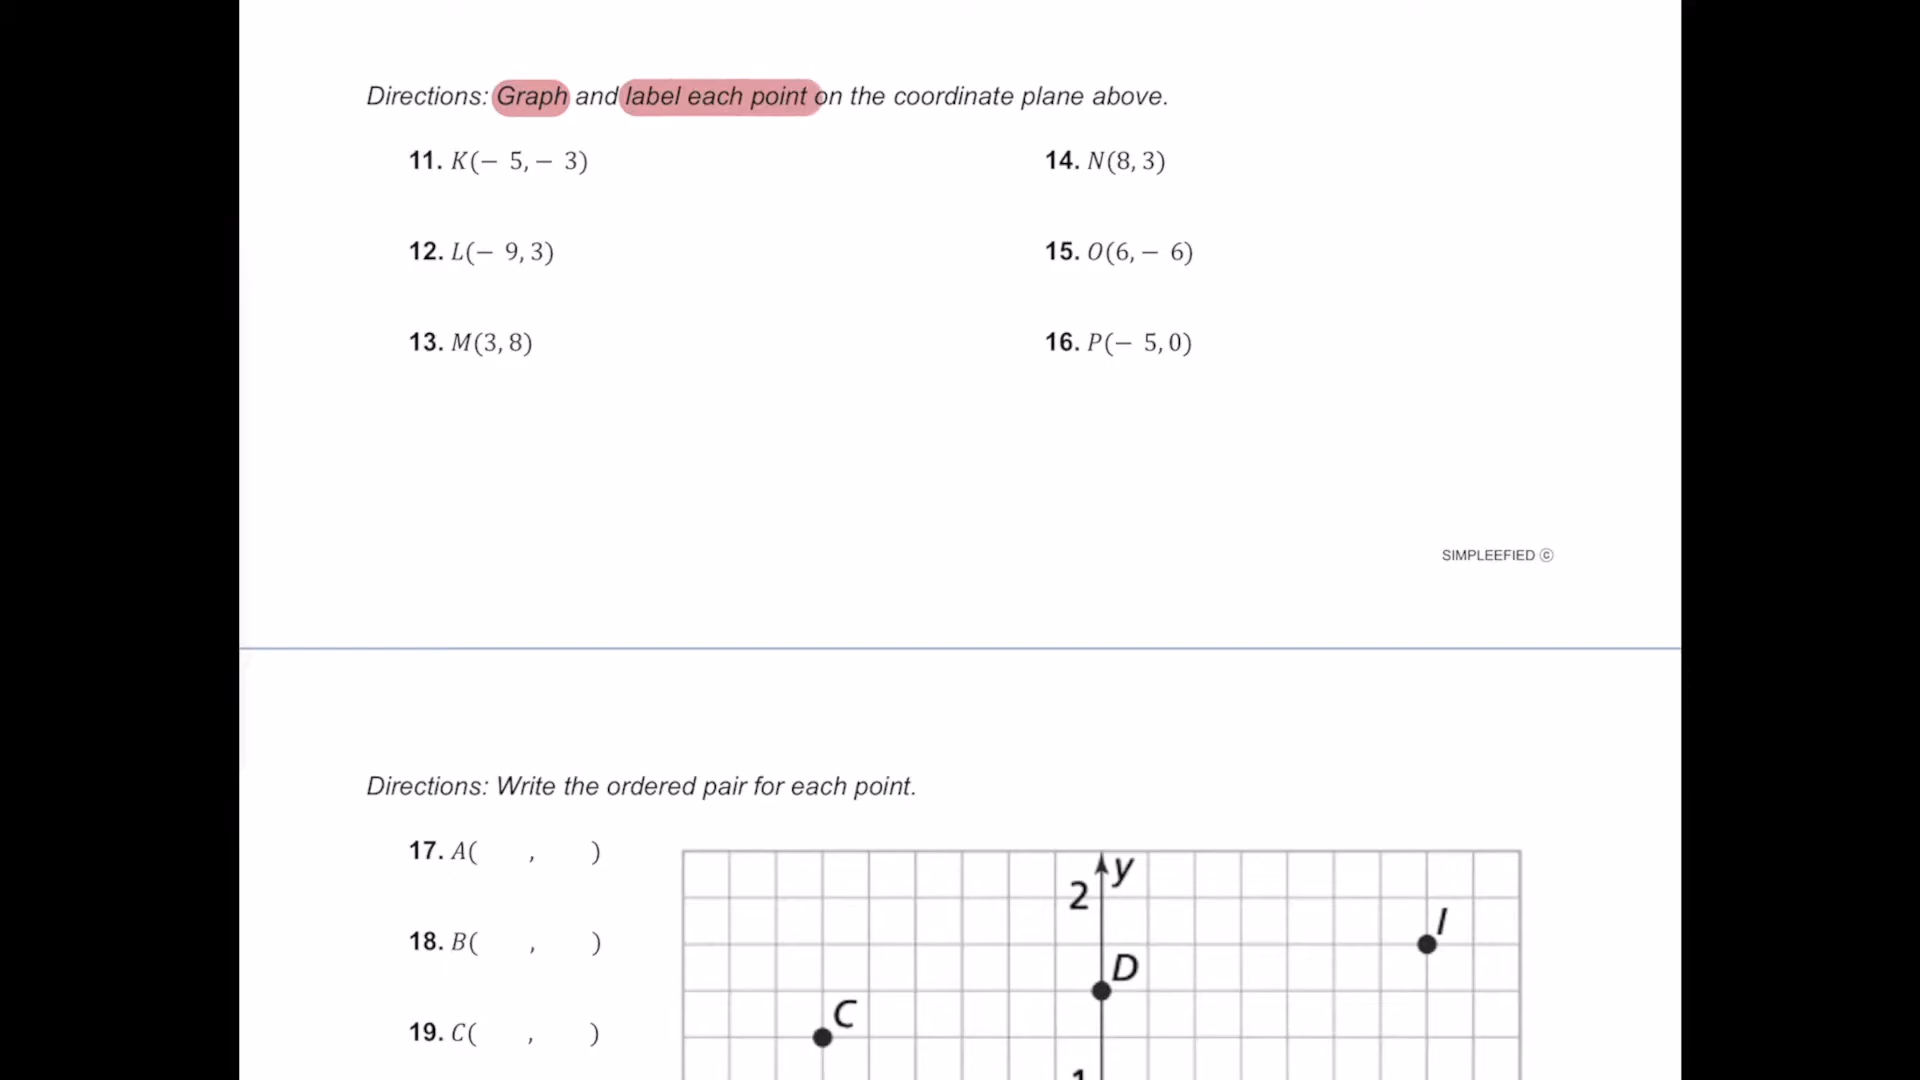 Directions: Graph and label each point on the coordinate plane above.
11. K(− 5, − 3)
14. N(8, 3)
12. L(− 9, 3)
15. O(6, − 6)
13. M(3, 8)
16. P(− 5, 0)
SIMPLEEFIED ©
Directions: Write the ordered pair for each point.
17. A( , )
18. B( , )
19. C( , )
y
2
I
D
C
1